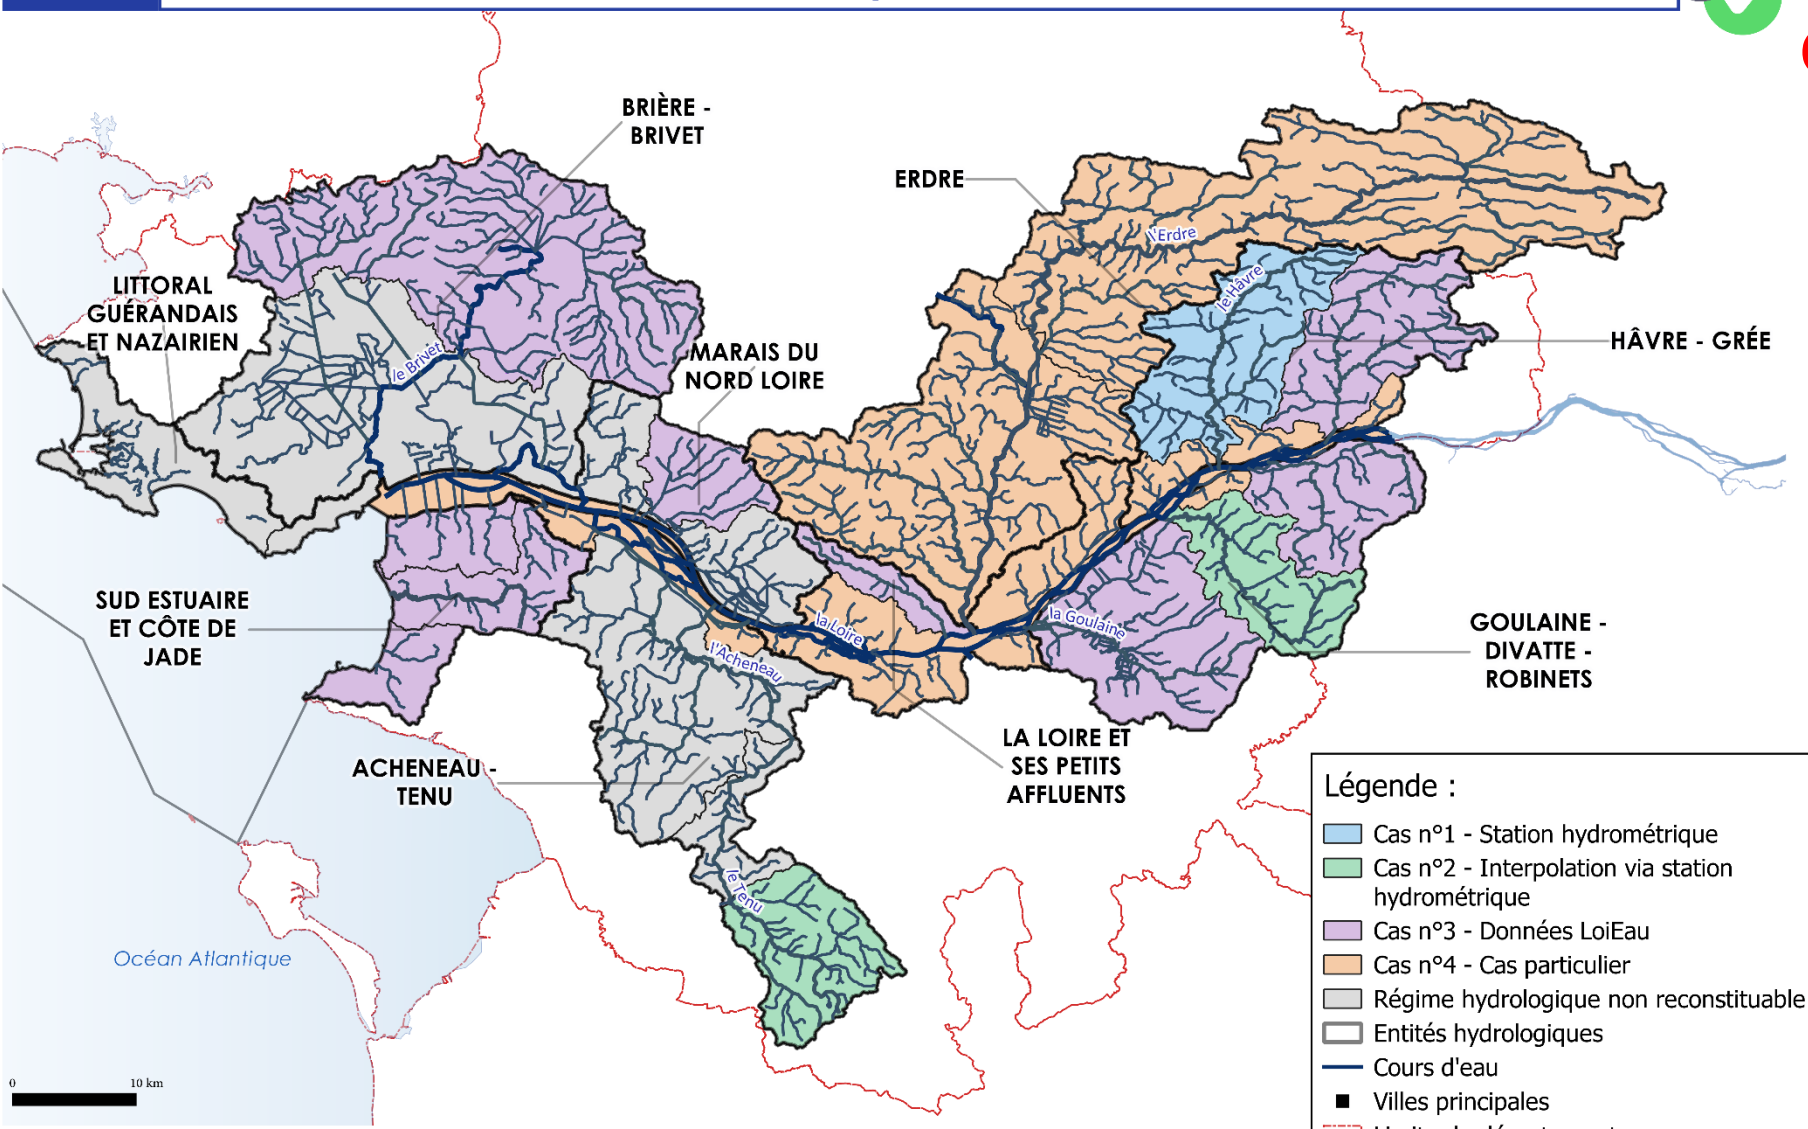 BRIÈRE -
BRIVET
ERDRE
l'Erdre
le Hâvre
LITTORAL
GUÉRANDAIS
ET NAZAIRIEN
HÂVRE - GRÉE
le Brivet
MARAIS DU
NORD LOIRE
SUD ESTUAIRE
ET CÔTE DE
JADE
la Loire
la Goulaine
l'Acheneau
GOULAINE -
DIVATTE -
ROBINETS
LA LOIRE ET
SES PETITS
AFFLUENTS
ACHENEAU -
TENU
le Tenu
Océan Atlantique
0 10 km
Légende :
Cas n°1 - Station hydrométrique
Cas n°2 - Interpolation via station
hydrométrique
Cas n°3 - Données LoiEau
Cas n°4 - Cas particulier
Régime hydrologique non reconstituable
Entités hydrologiques
Cours d'eau
Villes principales